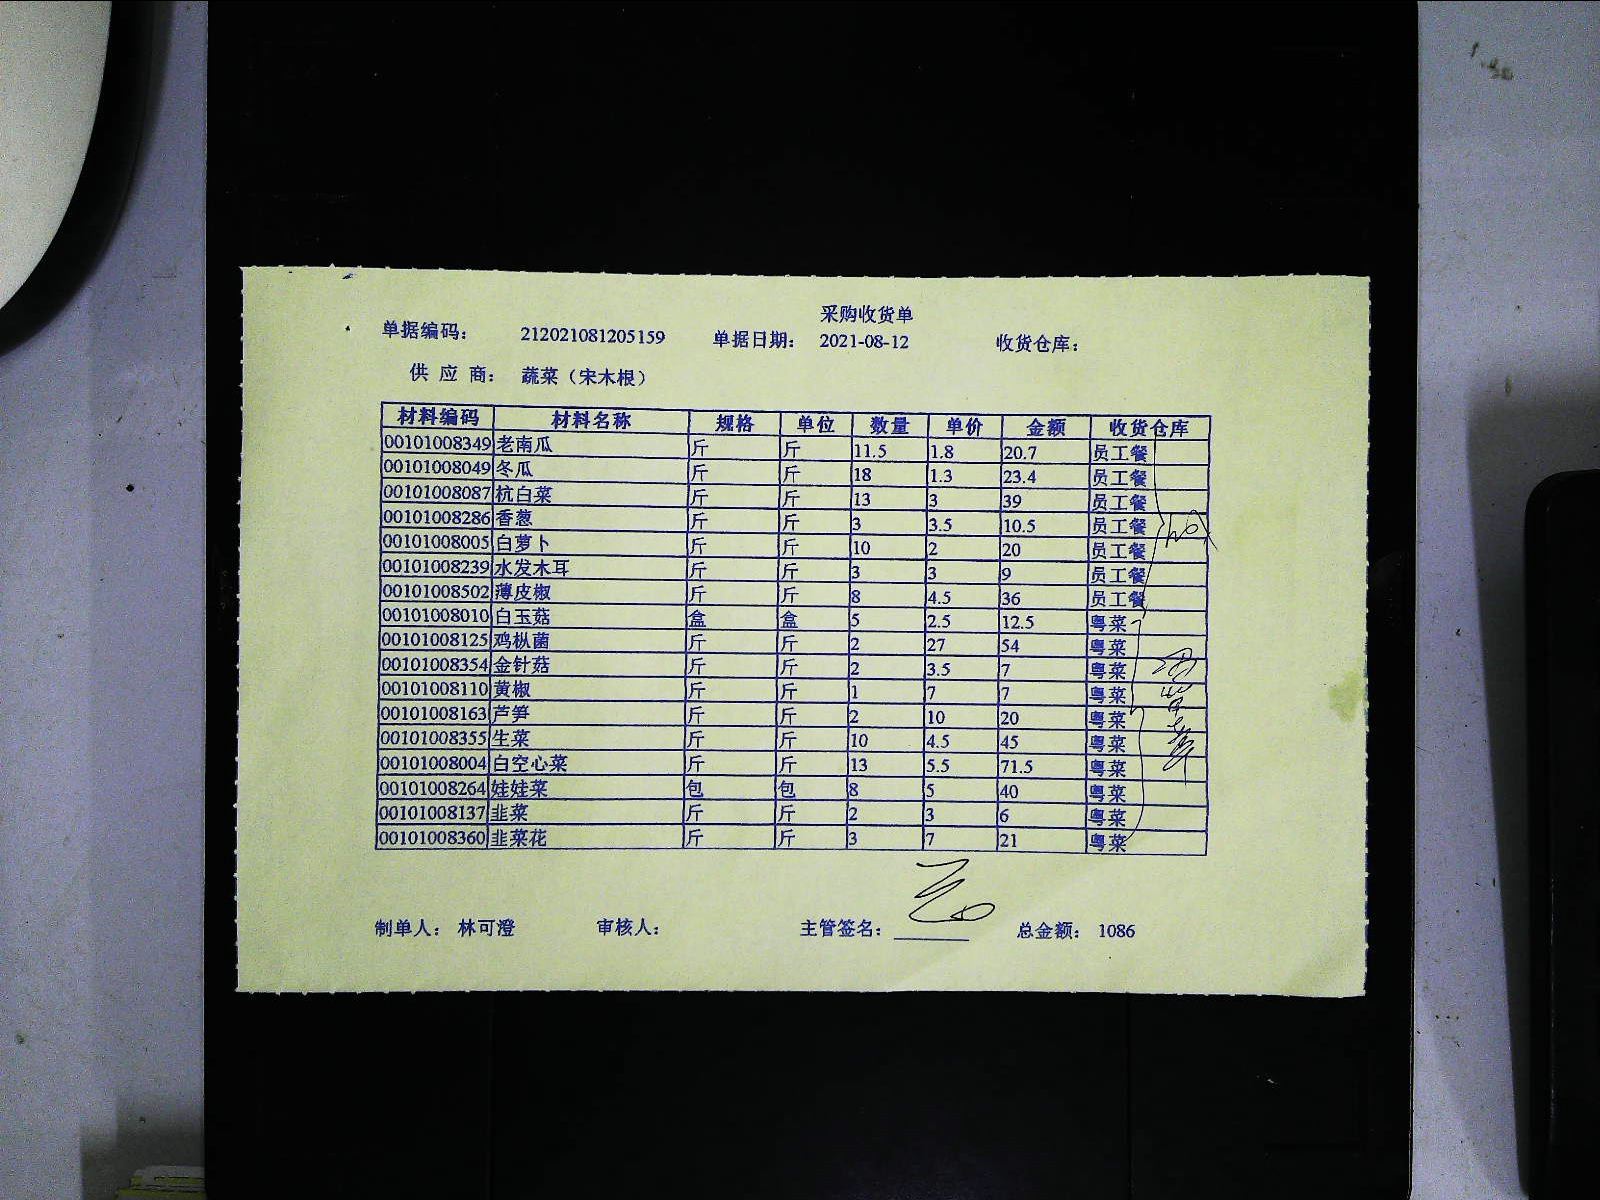 采购收货单
单据编码： 212021081205159 单据日期： 2021-08-12 收货仓库：
供 应 商： 蔬菜（宋木根）
材料编码 材料名称 规格 单位 数量 单价 金额 收货仓库
00101008349 老南瓜 斤 斤 11.5 1.8 20.7 员工餐
00101008049 冬瓜 斤 斤 18 1.3 23.4 员工餐
00101008087 杭白菜 斤 斤 13 3 39 员工餐
00101008286 香葱 斤 斤 3 3.5 10.5 员工餐
00101008005 白萝卜 斤 斤 10 2 20 员工餐
00101008239 水发木耳 斤 斤 3 3 9 员工餐
00101008502 薄皮椒 斤 斤 8 4.5 36 员工餐
00101008010 白玉菇 盒 盒 5 2.5 12.5 粤菜
00101008125 鸡枞菌 斤 斤 2 27 54 粤菜
00101008354 金针菇 斤 斤 2 3.5 7 粤菜
00101008110 黄椒 斤 斤 1 7 7 粤菜
00101008163 芦笋 斤 斤 2 10 20 粤菜
00101008355 生菜 斤 斤 10 4.5 45 粤菜
00101008004 白空心菜 斤 斤 13 5.5 71.5 粤菜
00101008264 娃娃菜 包 包 8 5 40 粤菜
00101008137 韭菜 斤 斤 2 3 6 粤菜
00101008360 韭菜花 斤 斤 3 7 21 粤菜
制单人： 林可澄 审核人： 主管签名： 总金额： 1086